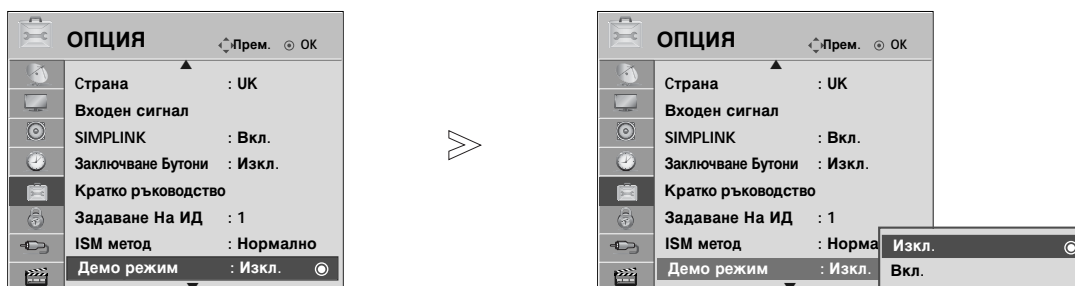 ОПЦИЯ
Прем. OK
Страна : UK
Входен сигнал
SIMPLINK : Вкл.
Заключване Бутони : Изкл.
Кратко ръководство
Задаване На ИД : 1
ISM метод : Нормално
Демо режим : Изкл.
ОПЦИЯ
Прем. OK
Страна : UK
Входен сигнал
SIMPLINK : Вкл.
Заключване Бутони : Изкл.
Кратко ръководство
Задаване На ИД : 1
ISM метод : Норма
Демо режим : Изкл.
Изкл.
Вкл.